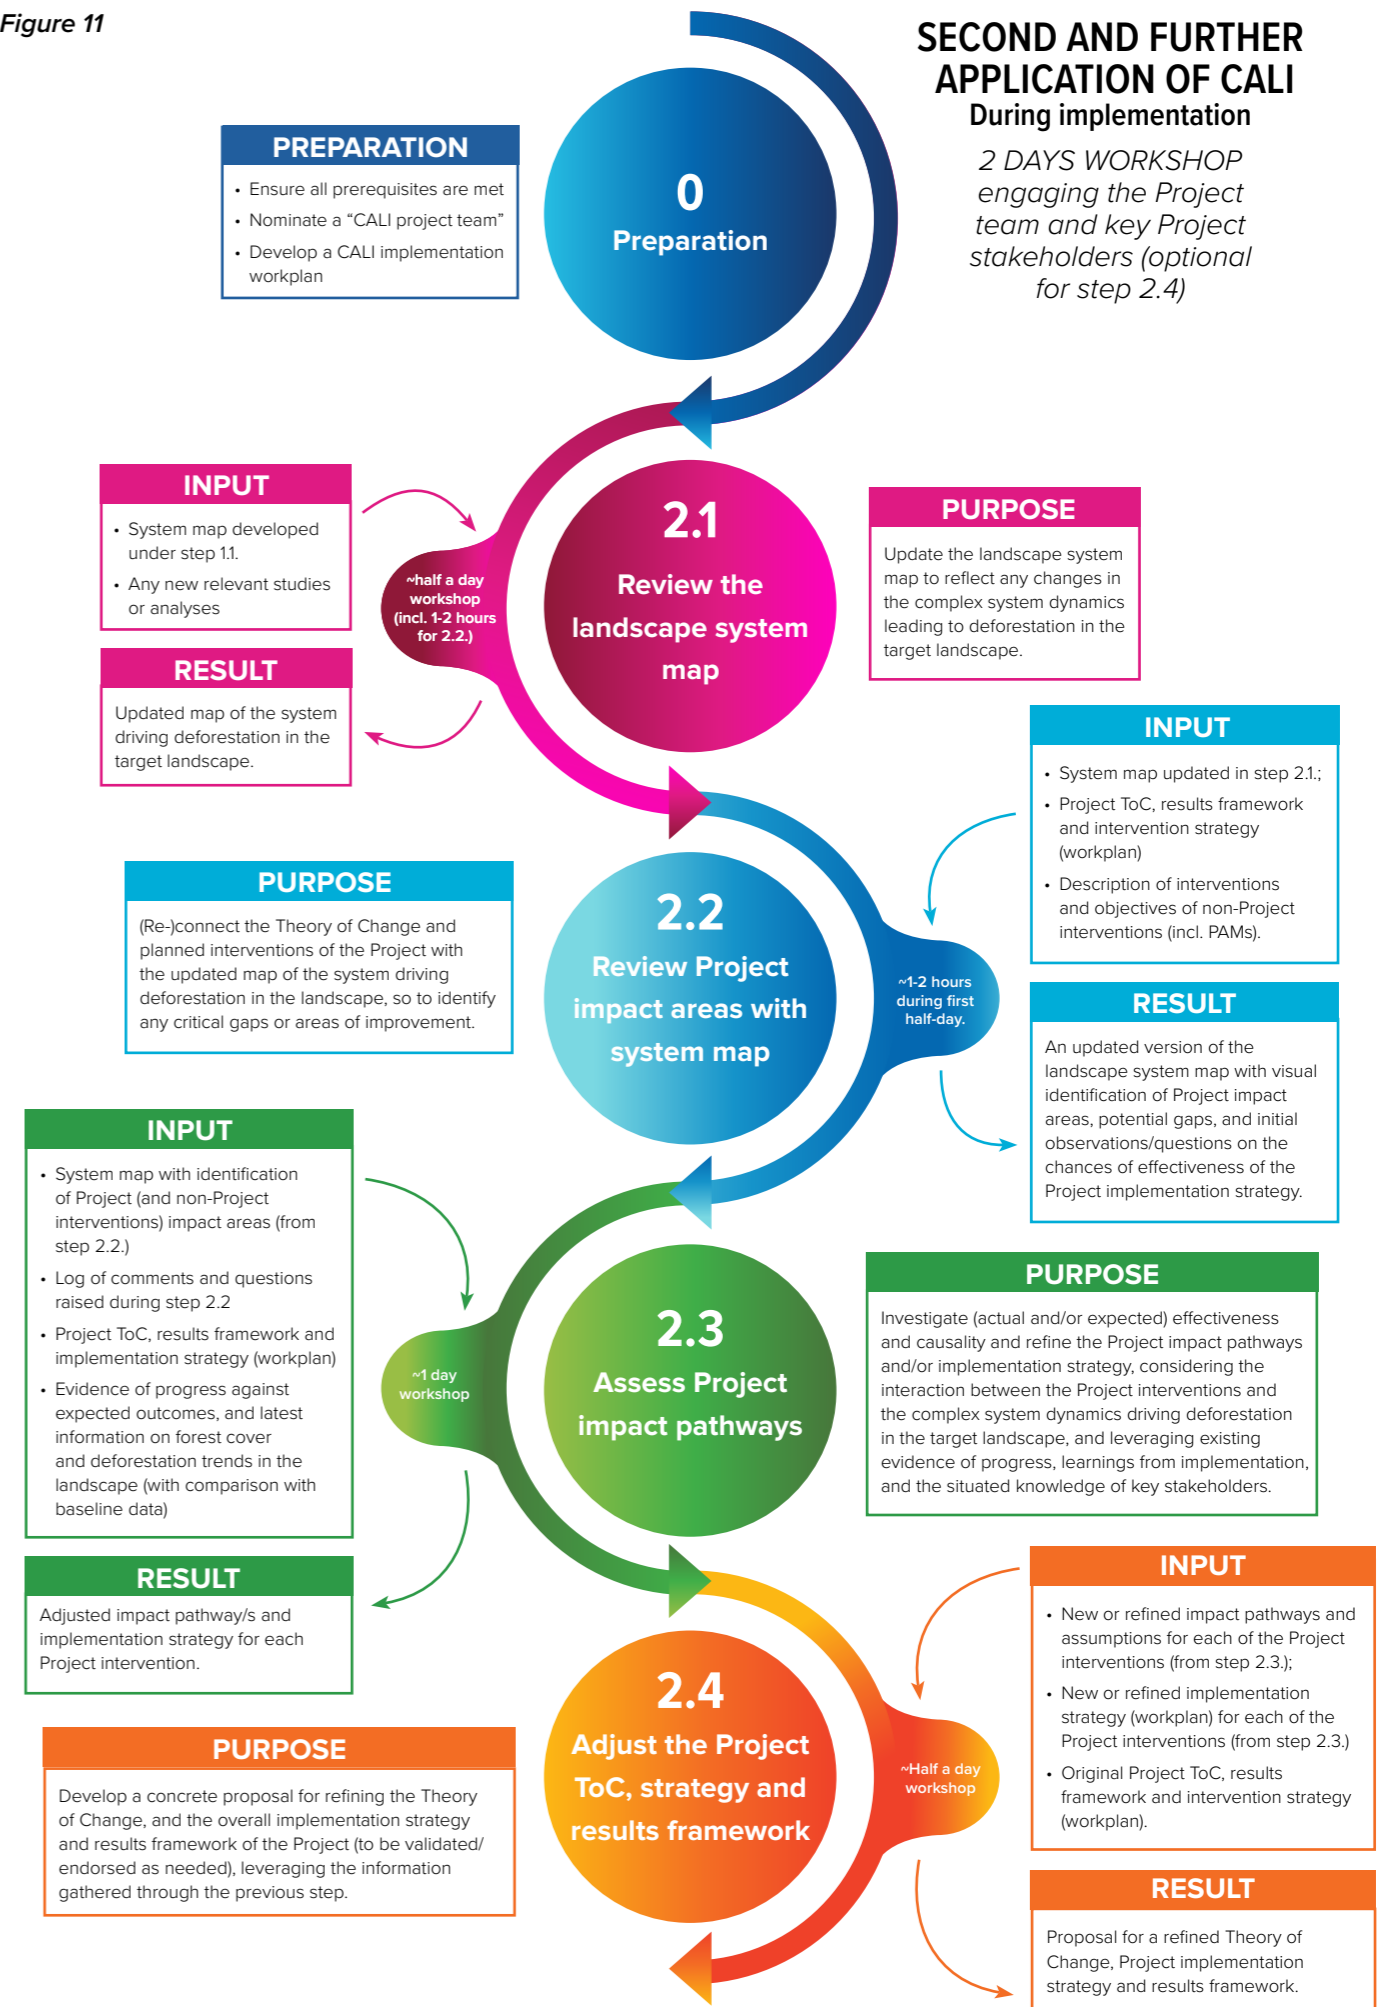 Figure 11
SECOND AND FURTHER
APPLICATION OF CALI
During implementation
2 DAYS WORKSHOP
engaging the Project
team and key Project
stakeholders (optional
for step 2.4)
PREPARATION
• Ensure all prerequisites are met
• Nominate a “CALI project team”
• Develop a CALI implementation
workplan
0
Preparation
INPUT
• System map developed
under step 1.1.
• Any new relevant studies
or analyses
RESULT
Updated map of the system
driving deforestation in the
target landscape.
~half a day
workshop
(incl. 1-2 hours
for 2.2.)
2.1
Review the
landscape system
map
PURPOSE
Update the landscape system
map to reflect any changes in
the complex system dynamics
leading to deforestation in the
target landscape.
PURPOSE
(Re-)connect the Theory of Change and
planned interventions of the Project with
the updated map of the system driving
deforestation in the landscape, so to identify
any critical gaps or areas of improvement.
2.2
Review Project
impact areas with
system map
~1-2 hours
during first
half-day.
INPUT
• System map updated in step 2.1.;
• Project ToC, results framework
and intervention strategy
(workplan)
• Description of interventions
and objectives of non-Project
interventions (incl. PAMs).
RESULT
An updated version of the
landscape system map with visual
identification of Project impact
areas, potential gaps, and initial
observations/questions on the
chances of effectiveness of the
Project implementation strategy.
INPUT
• System map with identification
of Project (and non-Project
interventions) impact areas (from
step 2.2.)
• Log of comments and questions
raised during step 2.2
• Project ToC, results framework and
implementation strategy (workplan)
• Evidence of progress against
expected outcomes, and latest
information on forest cover
and deforestation trends in the
landscape (with comparison with
baseline data)
RESULT
Adjusted impact pathway/s and
implementation strategy for each
Project intervention.
~1 day
workshop
2.3
Assess Project
impact pathways
PURPOSE
Investigate (actual and/or expected) effectiveness
and causality and refine the Project impact pathways
and/or implementation strategy, considering the
interaction between the Project interventions and
the complex system dynamics driving deforestation
in the target landscape, and leveraging existing
evidence of progress, learnings from implementation,
and the situated knowledge of key stakeholders.
PURPOSE
Develop a concrete proposal for refining the Theory
of Change, and the overall implementation strategy
and results framework of the Project (to be validated/
endorsed as needed), leveraging the information
gathered through the previous step.
2.4
Adjust the Project
ToC, strategy and
results framework
~Half a day
workshop
INPUT
• New or refined impact pathways and
assumptions for each of the Project
interventions (from step 2.3.);
• New or refined implementation
strategy (workplan) for each of the
Project interventions (from step 2.3.)
• Original Project ToC, results
framework and intervention strategy
(workplan).
RESULT
Proposal for a refined Theory of
Change, Project implementation
strategy and results framework.